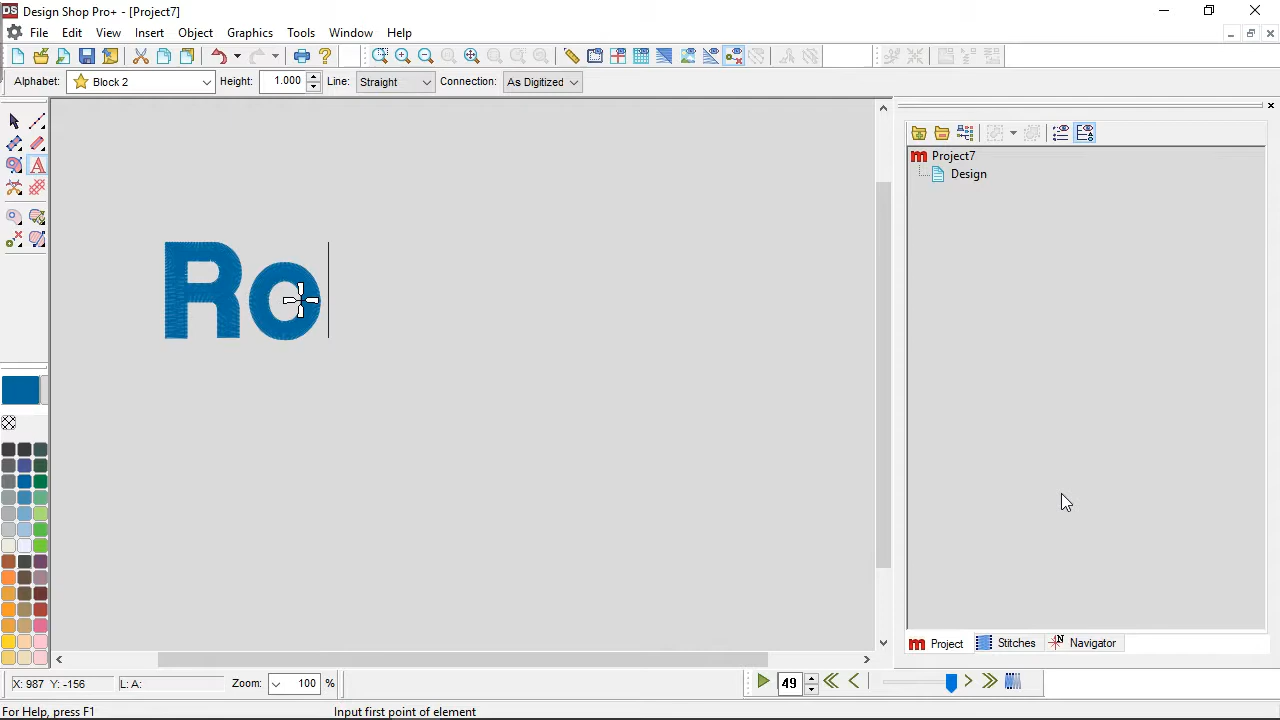 DS Design Shop Pro+ - [Project7]
File Edit View Insert Object Graphics Tools Window Help
Alphabet: Block 2 Height: 1.000 Line: Straight Connection: As Digitized
m Project7
Design
Ro
m Project Stitches N Navigator
X: 987 Y: -156 L: A: Zoom: 100 % 49
For Help, press F1 Input first point of element